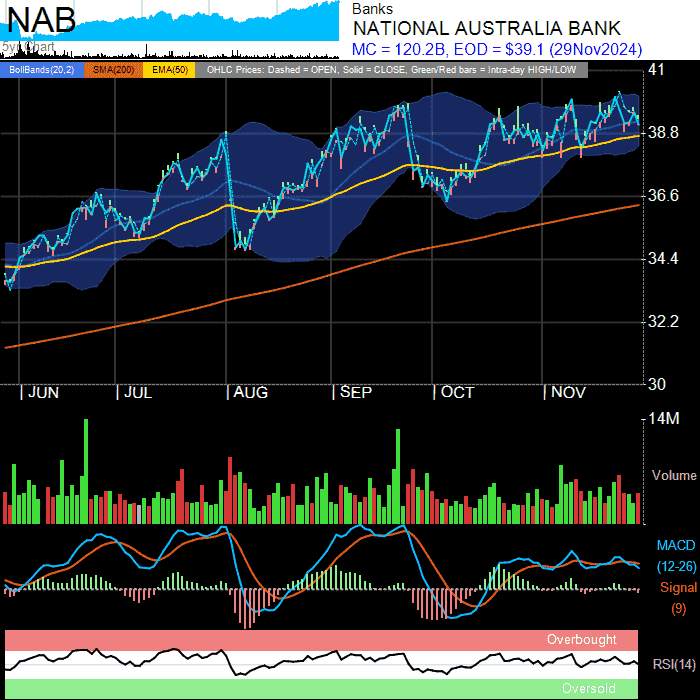 NAB
5yr Chart
Banks
NATIONAL AUSTRALIA BANK
MC = 120.2B, EOD = $39.1 (29Nov2024)
BollBands(20,2) SMA(200) EMA(50) OHLC Prices: Dashed = OPEN, Solid = CLOSE, Green/Red bars = Intra-day HIGH/LOW
41
38.8
36.6
34.4
32.2
30
| JUN | JUL | AUG | SEP | OCT | NOV
14M
Volume
MACD
(12-26)
Signal
(9)
Overbought
RSI(14)
Oversold